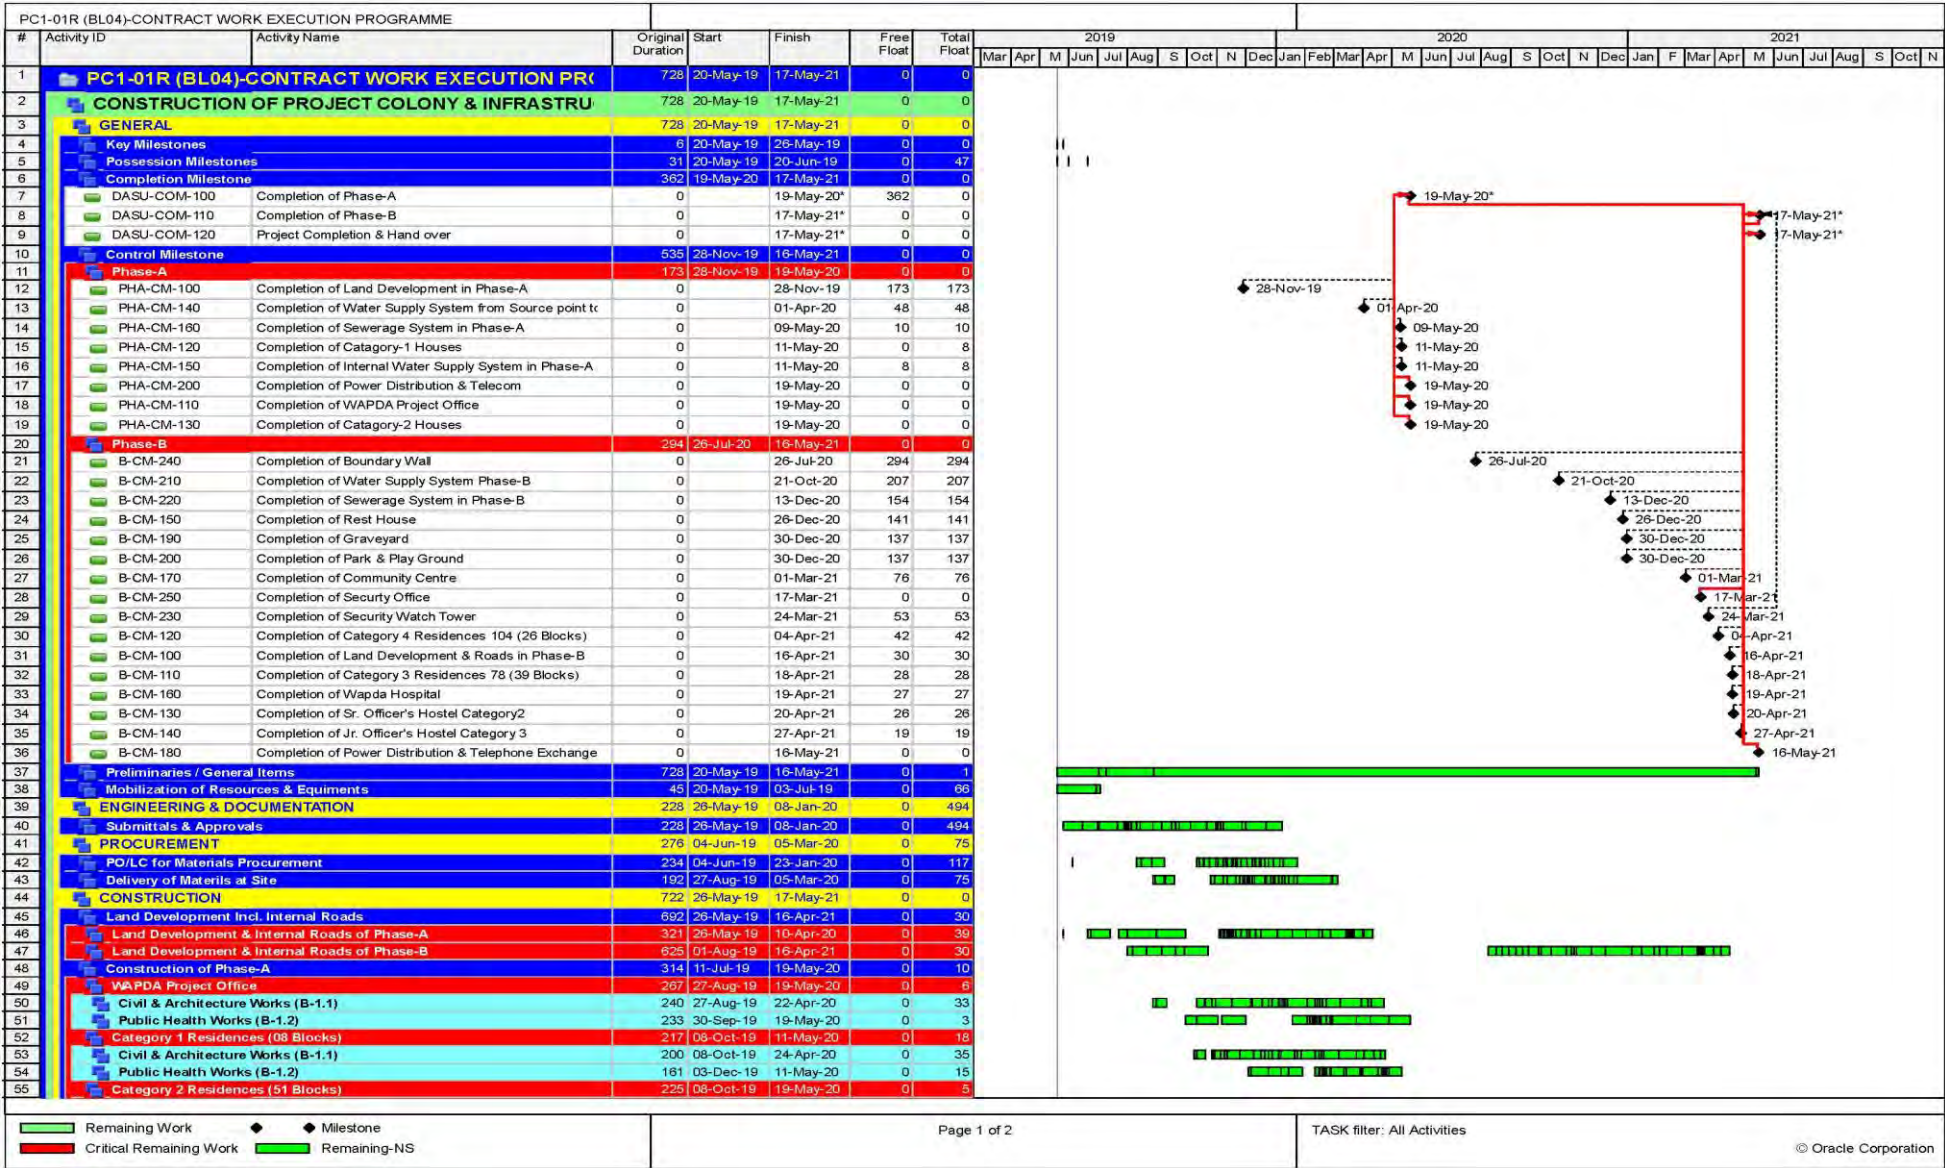 PC1-01R (BL04)-CONTRACT WORK EXECUTION PROGRAMME
# Activity ID Activity Name Original Duration Start Finish Free Float Total Float 2019 2020 2021
Mar Apr M Jun Jul Aug S Oct N Dec Jan Feb Mar Apr M Jun Jul Aug S Oct N Dec Jan F Mar Apr M Jun Jul Aug S Oct N
1 PC1-01R (BL04)-CONTRACT WORK EXECUTION PR( 728 20-May-19 17-May-21 0 0
2 CONSTRUCTION OF PROJECT COLONY & INFRASTRU 728 20-May-19 17-May-21 0 0
3 GENERAL 728 20-May-19 17-May-21 0 0
4 Key Milestones 6 20-May-19 26-May-19 0 0
5 Possession Milestones 31 20-May-19 20-Jun-19 0 47
6 Completion Milestone 362 19-May-20 17-May-21 0 0
7 DASU-COM-100 Completion of Phase-A 0 19-May-20* 362 0 19-May-20*
8 DASU-COM-110 Completion of Phase-B 0 17-May-21* 0 0 17-May-21*
9 DASU-COM-120 Project Completion & Hand over 0 17-May-21* 0 0 17-May-21*
10 Control Milestone 535 28-Nov-19 16-May-21 0 0
11 Phase-A 173 28-Nov-19 19-May-20 0 0
12 PHA-CM-100 Completion of Land Development in Phase-A 0 28-Nov-19 173 173 28-Nov-19
13 PHA-CM-140 Completion of Water Supply System from Source point to 0 01-Apr-20 48 48 01-Apr-20
14 PHA-CM-160 Completion of Sewerage System in Phase-A 0 09-May-20 10 10 09-May-20
15 PHA-CM-120 Completion of Catagory-1 Houses 0 11-May-20 0 8 11-May-20
16 PHA-CM-150 Completion of Internal Water Supply System in Phase-A 0 11-May-20 8 8 11-May-20
17 PHA-CM-200 Completion of Power Distribution & Telecom 0 19-May-20 0 0 19-May-20
18 PHA-CM-110 Completion of WAPDA Project Office 0 19-May-20 0 0 19-May-20
19 PHA-CM-130 Completion of Catagory-2 Houses 0 19-May-20 0 0 19-May-20
20 Phase-B 294 26-Jul-20 16-May-21 0 0
21 B-CM-240 Completion of Boundary Wall 0 26-Jul-20 294 294 26-Jul-20
22 B-CM-210 Completion of Water Supply System Phase-B 0 21-Oct-20 207 207 21-Oct-20
23 B-CM-220 Completion of Sewerage System in Phase-B 0 13-Dec-20 154 154 13-Dec-20
24 B-CM-150 Completion of Rest House 0 26-Dec-20 141 141 26-Dec-20
25 B-CM-190 Completion of Graveyard 0 30-Dec-20 137 137 30-Dec-20
26 B-CM-200 Completion of Park & Play Ground 0 30-Dec-20 137 137 30-Dec-20
27 B-CM-170 Completion of Community Centre 0 01-Mar-21 76 76 01-Mar-21
28 B-CM-250 Completion of Securty Office 0 17-Mar-21 0 0 17-Mar-21
29 B-CM-230 Completion of Security Watch Tower 0 24-Mar-21 53 53 24-Mar-21
30 B-CM-120 Completion of Category 4 Residences 104 (26 Blocks) 0 04-Apr-21 42 42 04-Apr-21
31 B-CM-100 Completion of Land Development & Roads in Phase-B 0 16-Apr-21 30 30 16-Apr-21
32 B-CM-110 Completion of Category 3 Residences 78 (39 Blocks) 0 18-Apr-21 28 28 18-Apr-21
33 B-CM-160 Completion of Wapda Hospital 0 19-Apr-21 27 27 19-Apr-21
34 B-CM-130 Completion of Sr. Officer's Hostel Category2 0 20-Apr-21 26 26 20-Apr-21
35 B-CM-140 Completion of Jr. Officer's Hostel Category 3 0 27-Apr-21 19 19 27-Apr-21
36 B-CM-180 Completion of Power Distribution & Telephone Exchange 0 16-May-21 0 0 16-May-21
37 Preliminaries / General Items 728 20-May-19 16-May-21 0 1
38 Mobilization of Resources & Equiments 45 20-May-19 03-Jul-19 0 66
39 ENGINEERING & DOCUMENTATION 228 26-May-19 08-Jan-20 0 494
40 Submittals & Approvals 228 26-May-19 08-Jan-20 0 494
41 PROCUREMENT 276 04-Jun-19 05-Mar-20 0 75
42 PO/LC for Materials Procurement 234 04-Jun-19 23-Jan-20 0 117
43 Delivery of Materils at Site 192 27-Aug-19 05-Mar-20 0 75
44 CONSTRUCTION 722 26-May-19 17-May-21 0 0
45 Land Development Incl. Internal Roads 692 26-May-19 16-Apr-21 0 30
46 Land Development & Internal Roads of Phase-A 321 26-May-19 10-Apr-20 0 39
47 Land Development & Internal Roads of Phase-B 625 01-Aug-19 16-Apr-21 0 30
48 Construction of Phase-A 314 11-Jul-19 19-May-20 0 10
49 WAPDA Project Office 267 27-Aug-19 19-May-20 0 6
50 Civil & Architecture Works (B-1.1) 240 27-Aug-19 22-Apr-20 0 33
51 Public Health Works (B-1.2) 233 30-Sep-19 19-May-20 0 3
52 Category 1 Residences (08 Blocks) 217 08-Oct-19 11-May-20 0 18
53 Civil & Architecture Works (B-1.1) 200 08-Oct-19 24-Apr-20 0 35
54 Public Health Works (B-1.2) 161 03-Dec-19 11-May-20 0 15
55 Category 2 Residences (51 Blocks) 225 08-Oct-19 19-May-20 0 5
Remaining Work Milestone Page 1 of 2 TASK filter: All Activities
Critical Remaining Work Remaining-NS © Oracle Corporation